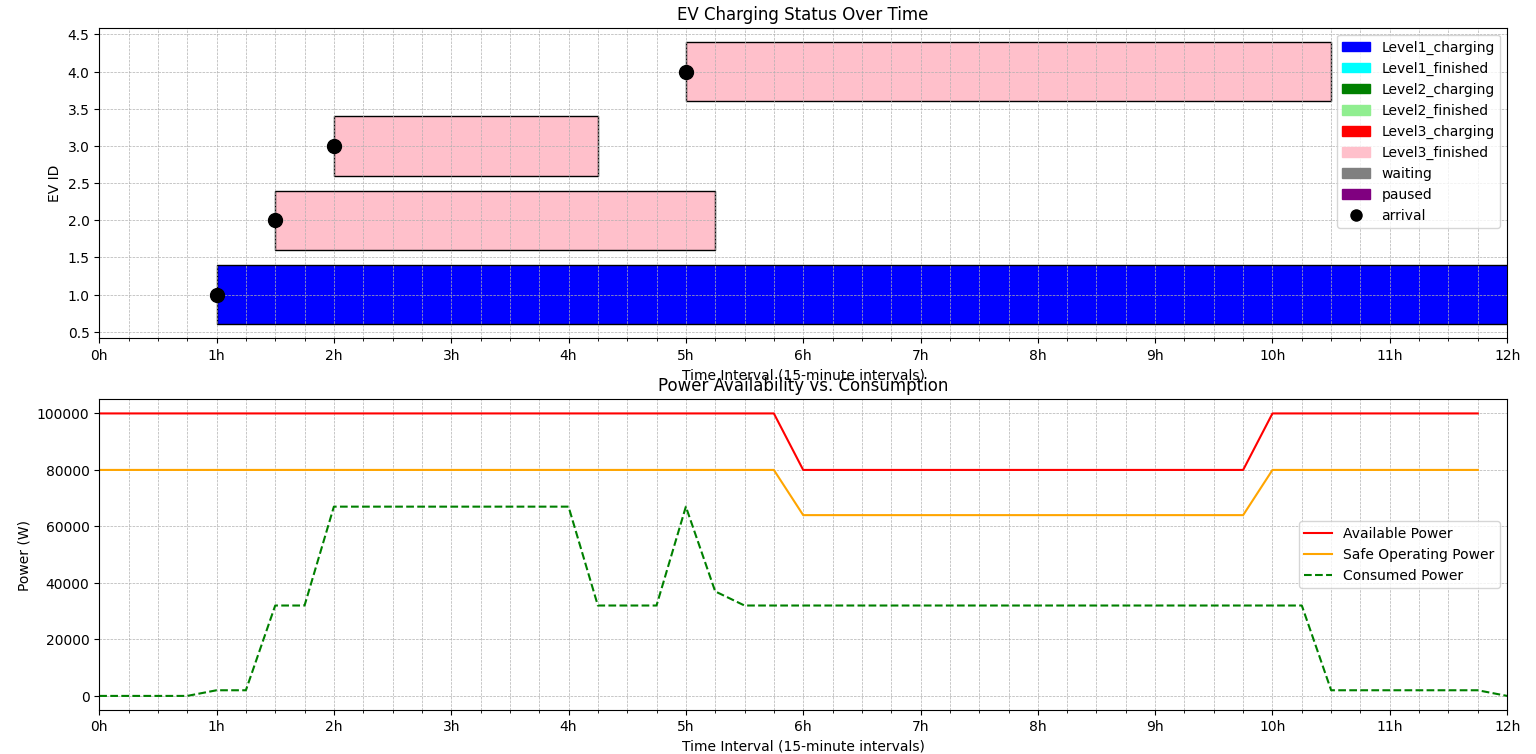 EV Charging Status Over Time
EV ID
4.5
4.0
3.5
3.0
2.5
2.0
1.5
1.0
0.5
0h 1h 2h 3h 4h 5h 6h 7h 8h 9h 10h 11h 12h
Time Interval (15-minute intervals)
Level1_charging
Level1_finished
Level2_charging
Level2_finished
Level3_charging
Level3_finished
waiting
paused
arrival
Power Availability vs. Consumption
Power (W)
100000
80000
60000
40000
20000
0
Available Power
Safe Operating Power
Consumed Power
0h 1h 2h 3h 4h 5h 6h 7h 8h 9h 10h 11h 12h
Time Interval (15-minute intervals)